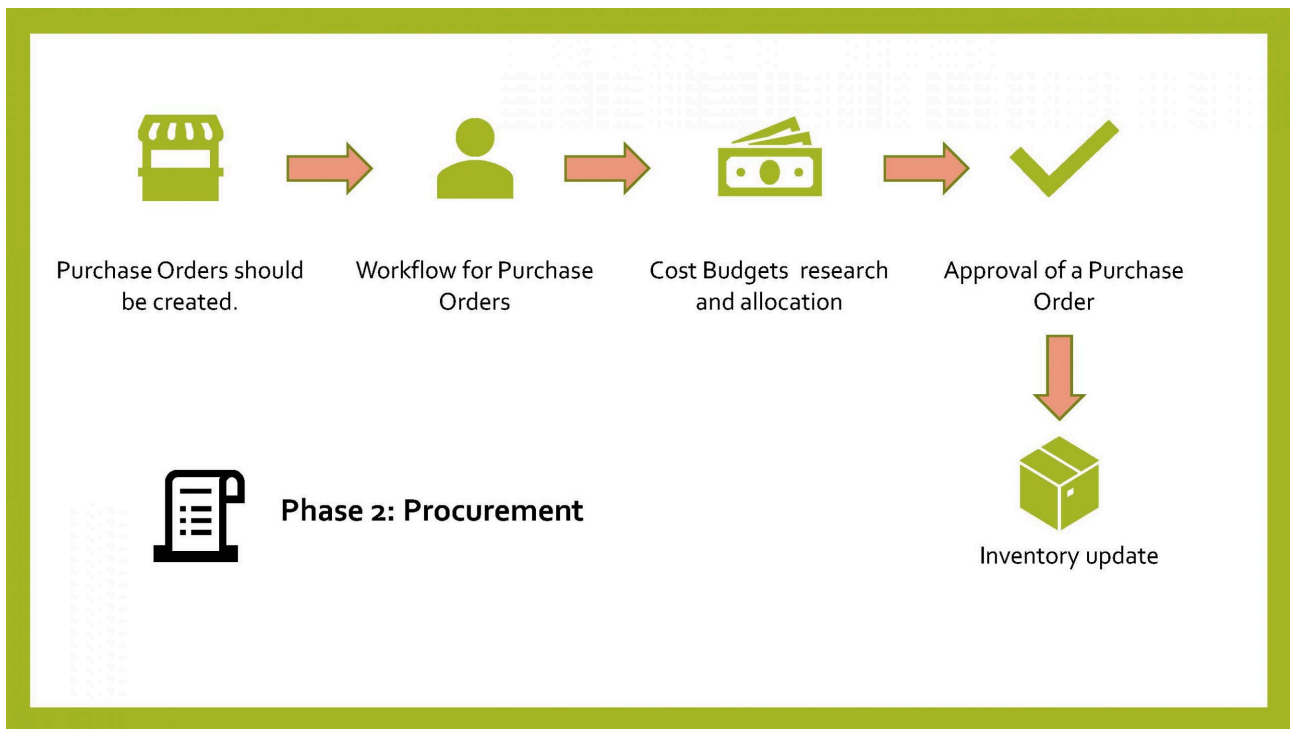 Purchase Orders should
be created.
Workflow for Purchase
Orders
Cost Budgets  research
and allocation
Approval of a Purchase
Order
Phase 2: Procurement
Inventory update